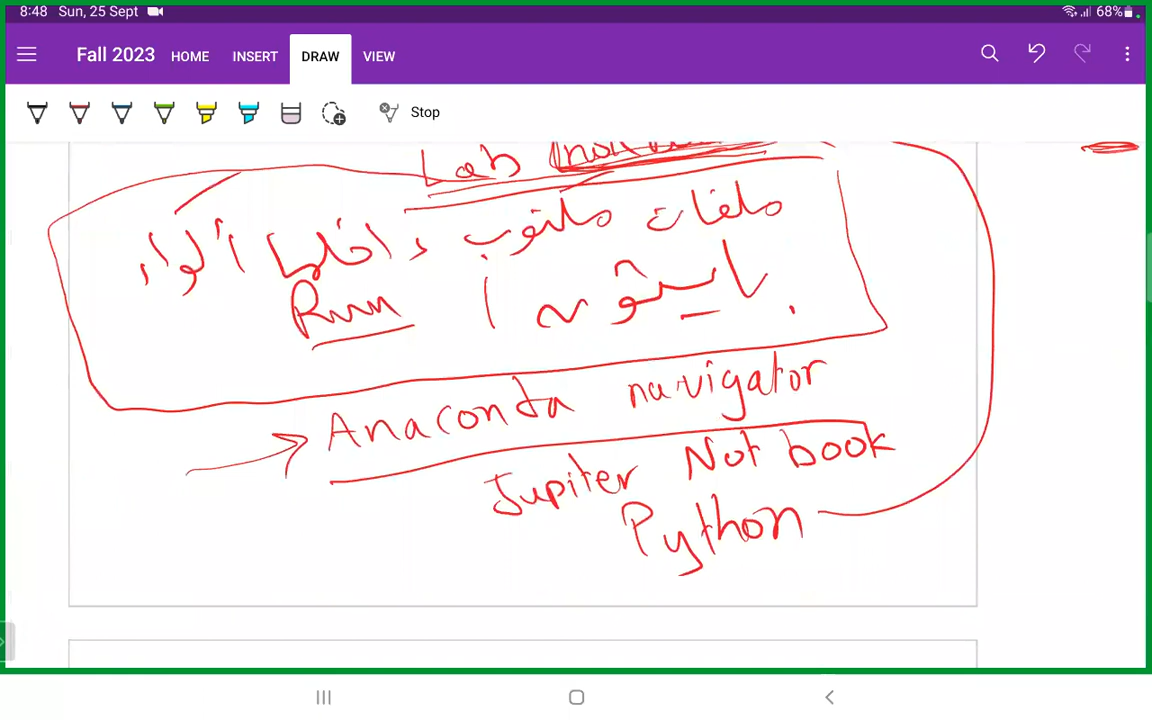 8:48 Sun, 25 Sept 68%
Fall 2023 HOME INSERT DRAW VIEW
Stop
Lab
ملفات مكتوب داخلها أكواد
بايثون Run
Anaconda navigator
Jupiter Not book
Python